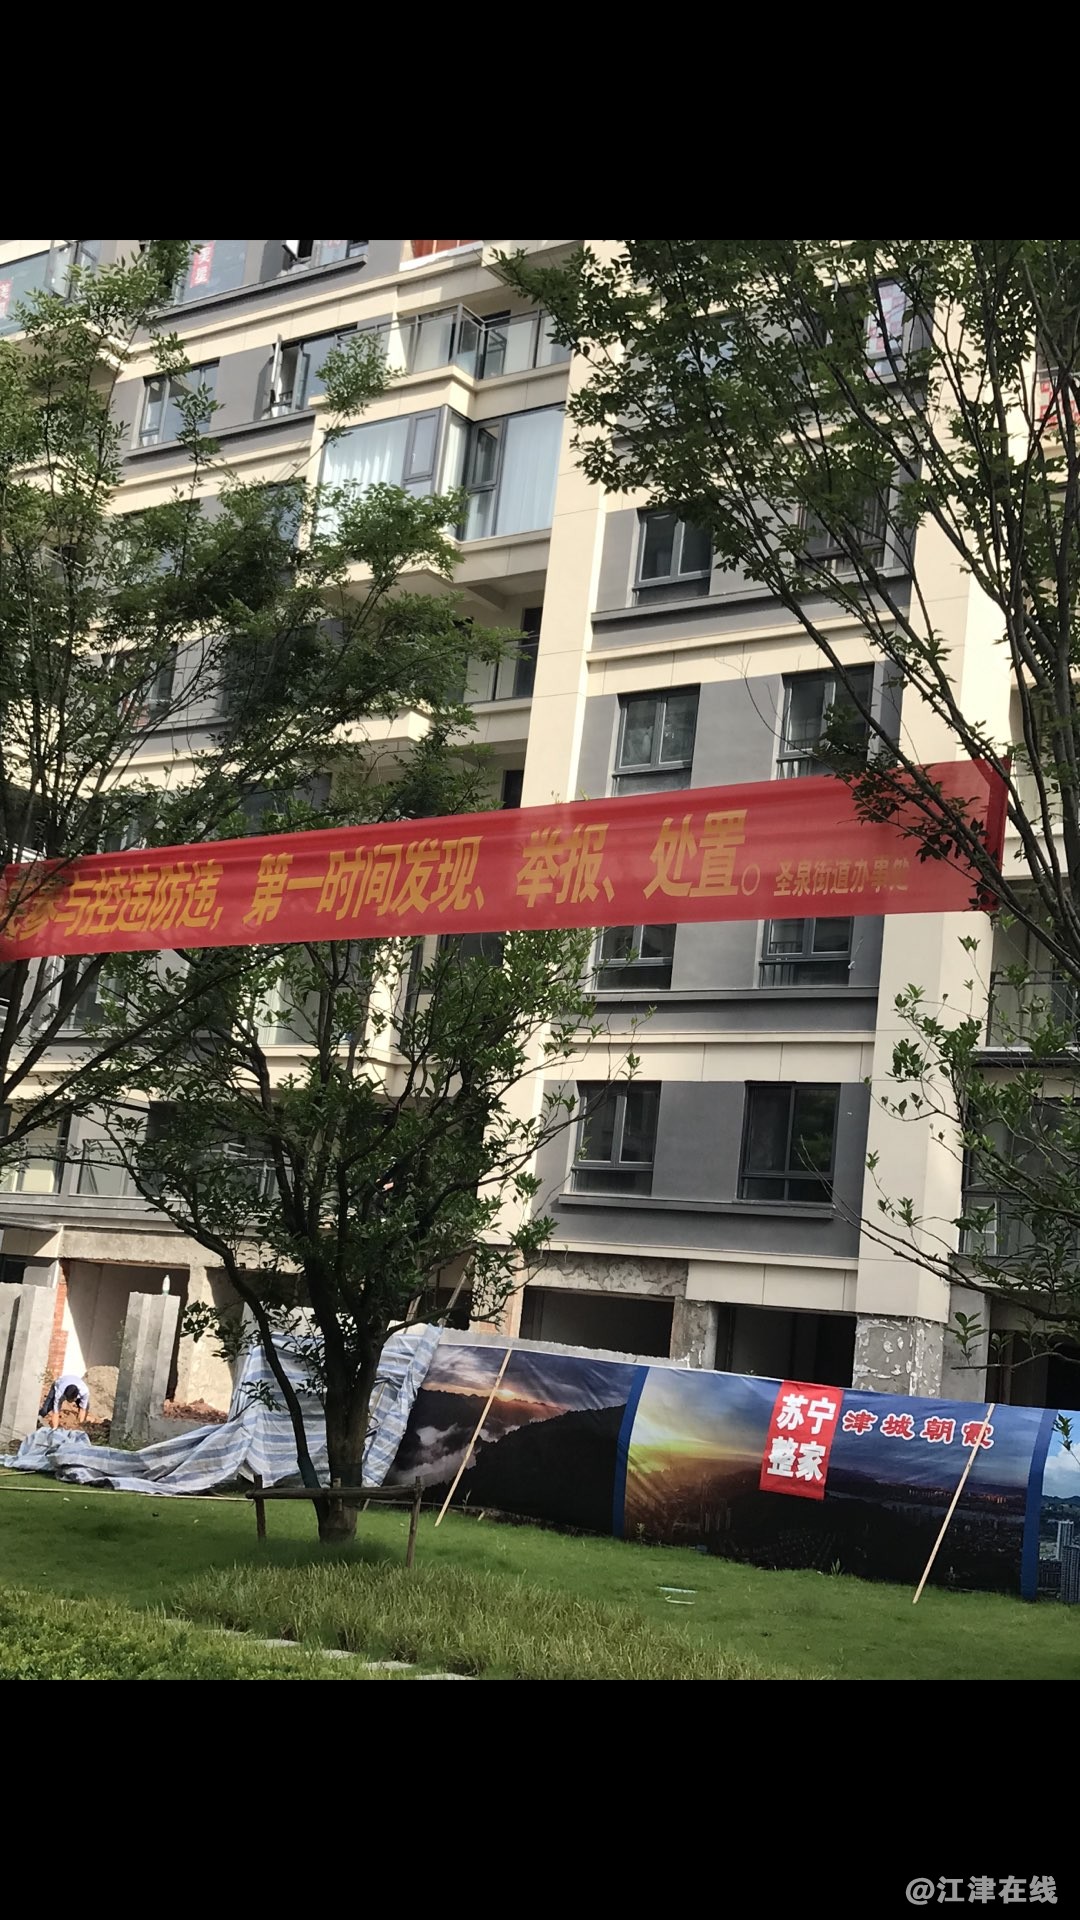 参与控违防违，第一时间发现、举报、处置。圣泉街道办事处
苏宁
整家
津城朝霞
@江津在线